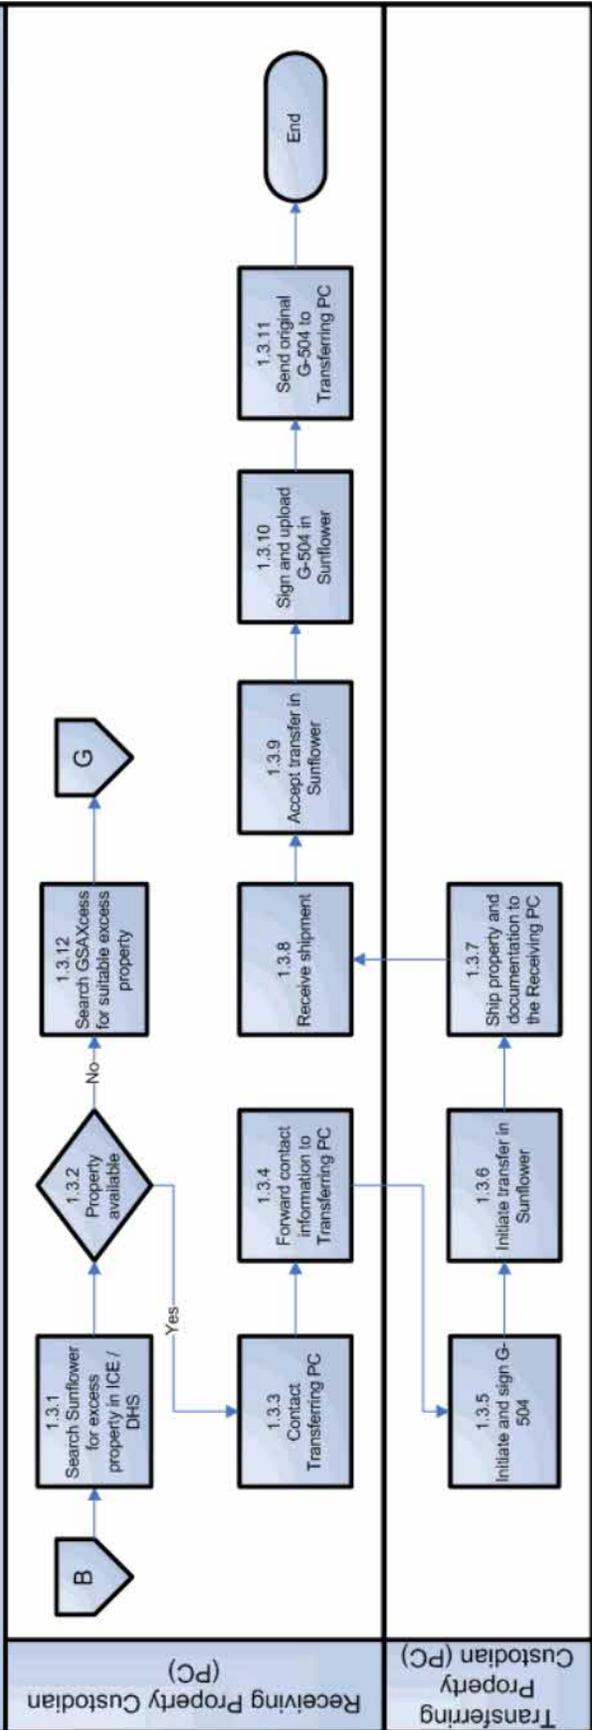 Receiving Property Custodian
(PC)
B
1.3.1
Search Sunflower
for excess
property in ICE /
DHS
1.3.2
Property
available
No
1.3.12
Search GSAXcess
for suitable excess
property
G
Yes
1.3.3
Contact
Transferring PC
1.3.4
Forward contact
information to
Transferring PC
1.3.8
Receive shipment
1.3.9
Accept transfer in
Sunflower
1.3.10
Sign and upload
G-504 in
Sunflower
1.3.11
Send original
G-504 to
Transferring PC
End
Transferring
Property
Custodian (PC)
1.3.5
Initiate and sign G-
504
1.3.6
Initiate transfer in
Sunflower
1.3.7
Ship property and
documentation to
the Receiving PC